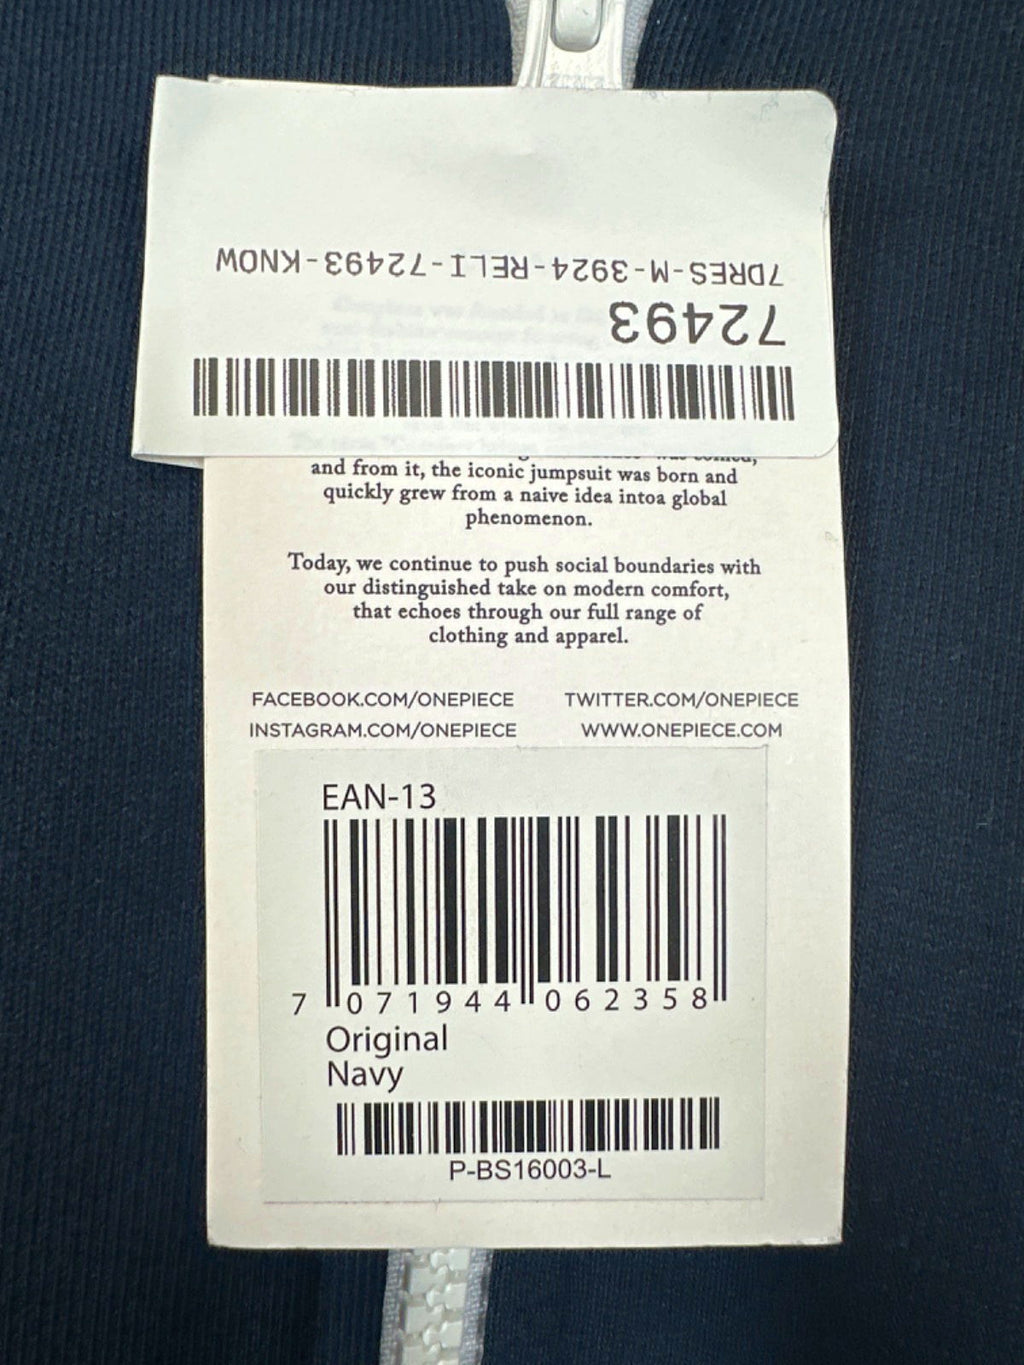 7DRES-M-3924-RELI-72493-KNOW
72493
and from it, the iconic jumpsuit was born and
quickly grew from a naive idea intoa global
phenomenon.
Today, we continue to push social boundaries with
our distinguished take on modern comfort,
that echoes through our full range of
clothing and apparel.
FACEBOOK.COM/ONEPIECE TWITTER.COM/ONEPIECE
INSTAGRAM.COM/ONEPIECE WWW.ONEPIECE.COM
EAN-13
7 071944 062358
Original
Navy
P-BS16003-L